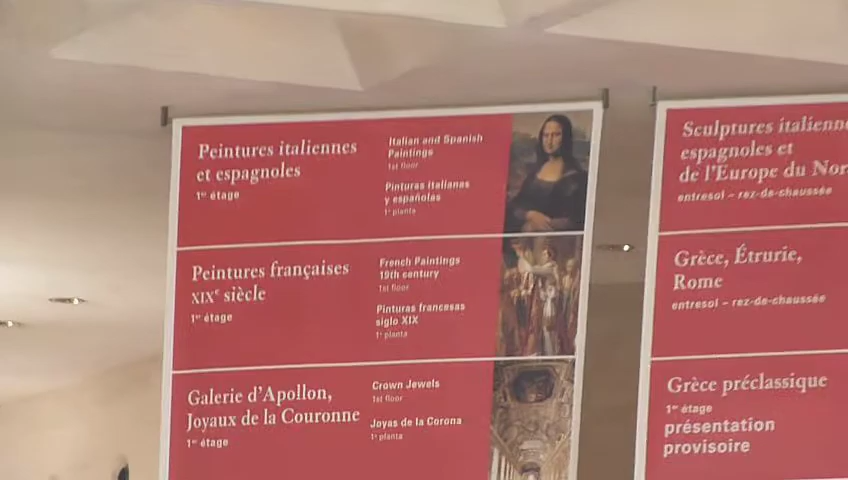 Peintures italiennes
et espagnoles
1er étage
Italian and Spanish
Paintings
1st floor
Pinturas italianas
y españolas
1a planta
Peintures françaises
XIXe siècle
1er étage
French Paintings
19th century
1st floor
Pinturas francesas
siglo XIX
1a planta
Galerie d'Apollon,
Joyaux de la Couronne
1er étage
Crown Jewels
1st floor
Joyas de la Corona
1a planta
Sculptures italienn
espagnoles et
de l'Europe du Nor
entresol – rez-de-chaussée
Grèce, Étrurie,
Rome
entresol – rez-de-chaussée
Grèce préclassique
1er étage
présentation
provisoire